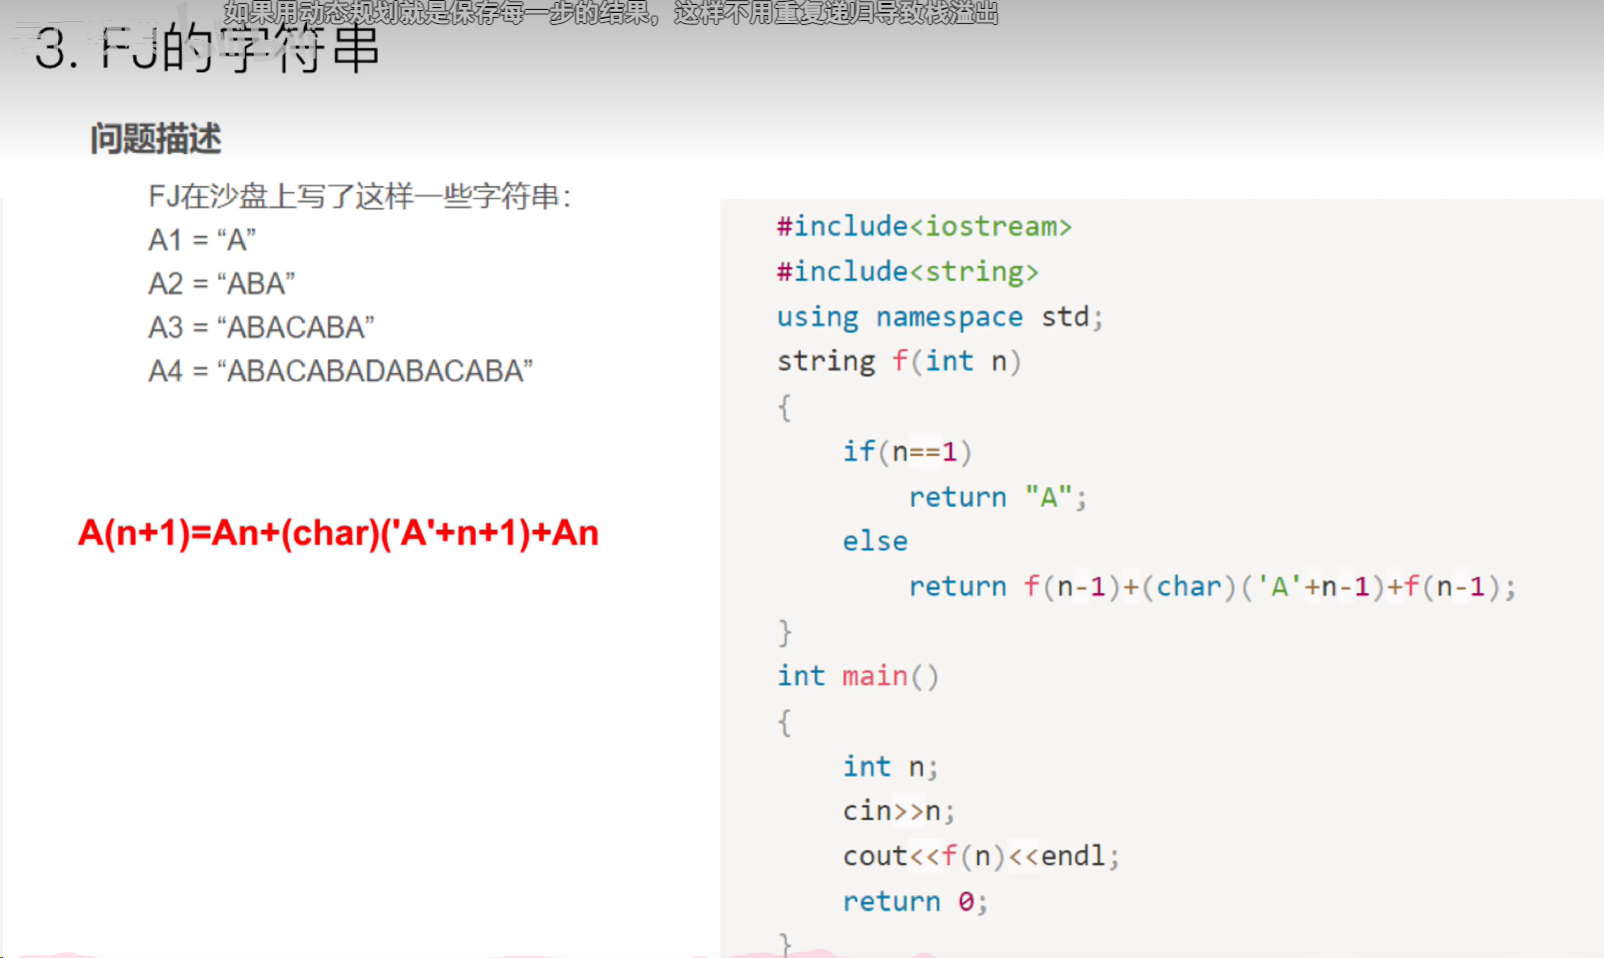 如果用动态规划就是保存每一步的结果，这样不用重复递归导致栈溢出
3. FJ的字符串
问题描述
FJ在沙盘上写了这样一些字符串：
A1 = “A”
A2 = “ABA”
A3 = “ABACABA”
A4 = “ABACABADABACABA”
A(n+1)=An+(char)('A'+n+1)+An
#include<iostream>
#include<string>
using namespace std;
string f(int n)
{
if(n==1)
return "A";
else
return f(n-1)+(char)('A'+n-1)+f(n-1);
}
int main()
{
int n;
cin>>n;
cout<<f(n)<<endl;
return 0;
}